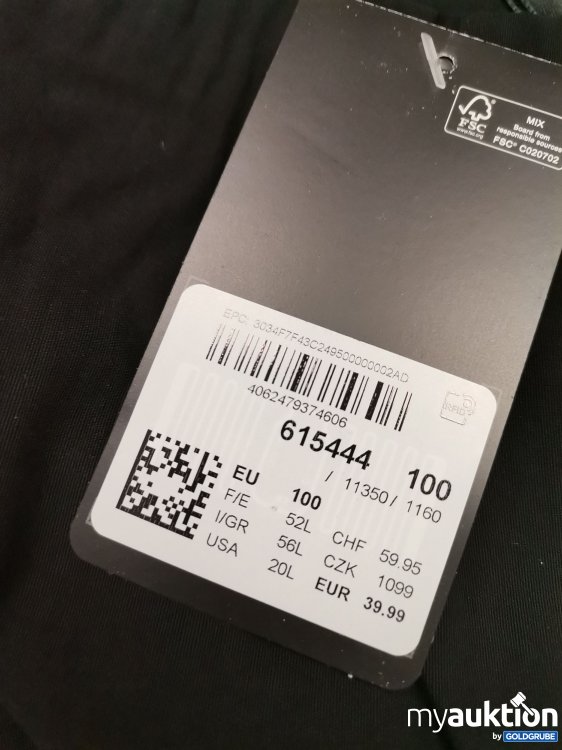 FSC
www.fsc.org
MIX
Board from
responsible sources
FSC® C020702
EPC: 3034F7F43C249500000002AD
4062479374606
RFID
615444 100
/ 11350 / 1160
EU 100
F/E 52L CHF 59.95
I/GR 56L CZK 1099
USA 20L EUR 39.99
myauktion
by GOLDGRUBE